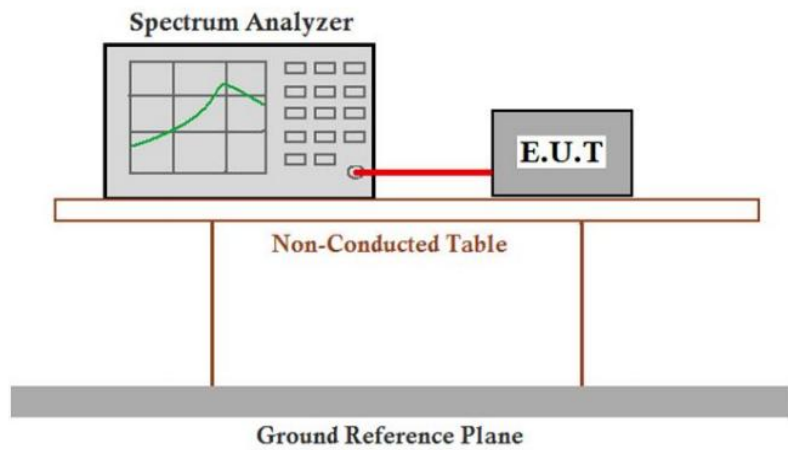 Spectrum Analyzer
E.U.T
Non-Conducted Table
Ground Reference Plane